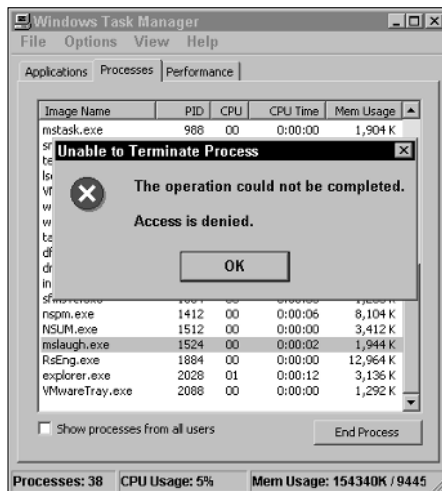 Windows Task Manager
File Options View Help
Applications Processes Performance
Image Name PID CPU CPU Time Mem Usage
mstask.exe 988 00 0:00:00 1,904 K
Unable to Terminate Process
The operation could not be completed.
Access is denied.
OK
nspm.exe 1412 00 0:00:06 8,104 K
NSUM.exe 1512 00 0:00:00 3,412 K
mslaugh.exe 1524 00 0:00:02 1,944 K
RsEng.exe 1884 00 0:00:00 12,964 K
explorer.exe 2028 01 0:00:12 3,136 K
VMwareTray.exe 2088 00 0:00:00 1,292 K
Show processes from all users
End Process
Processes: 38 CPU Usage: 5% Mem Usage: 154340K / 9445